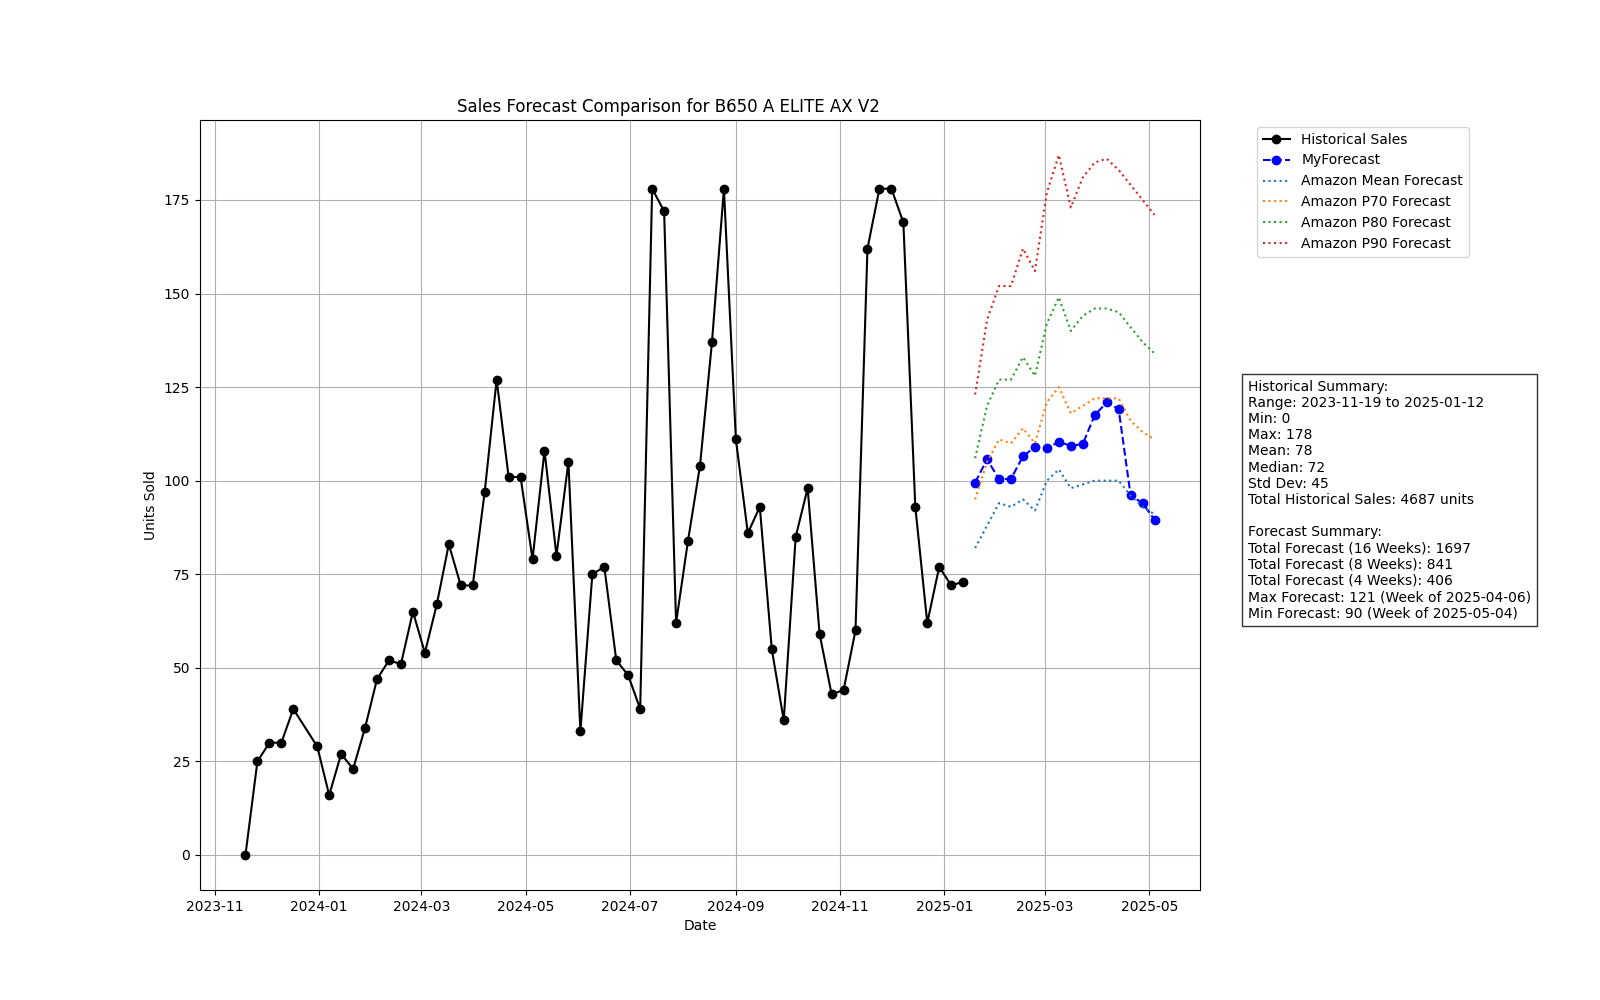 Sales Forecast Comparison for B650 A ELITE AX V2
Historical Sales
MyForecast
Amazon Mean Forecast
Amazon P70 Forecast
Amazon P80 Forecast
Amazon P90 Forecast
175
150
125
100
75
50
25
0
Units Sold
2023-11
2024-01
2024-03
2024-05
2024-07
2024-09
2024-11
2025-01
2025-03
2025-05
Date
Historical Summary:
Range: 2023-11-19 to 2025-01-12
Min: 0
Max: 178
Mean: 78
Median: 72
Std Dev: 45
Total Historical Sales: 4687 units
Forecast Summary:
Total Forecast (16 Weeks): 1697
Total Forecast (8 Weeks): 841
Total Forecast (4 Weeks): 406
Max Forecast: 121 (Week of 2025-04-06)
Min Forecast: 90 (Week of 2025-05-04)